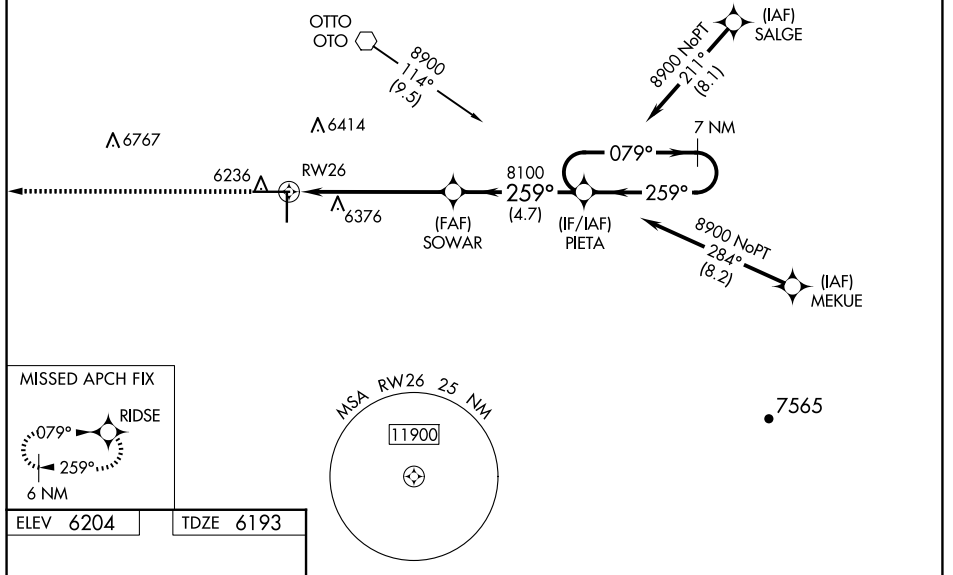 OTTO
OTO
8900
114°
(9.5)
(IAF)
SALGE
8900 NoPT
211°
(8.1)
6767
6414
7 NM
079°
6236
RW26
8100
259°
259°
(4.7)
6376
(FAF)
SOWAR
(IF/IAF)
PIETA
8900 NoPT
284°
(8.2)
(IAF)
MEKUE
MISSED APCH FIX
RIDSE
079°
259°
6 NM
MSA RW26 25 NM
11900
7565
ELEV 6204
TDZE 6193